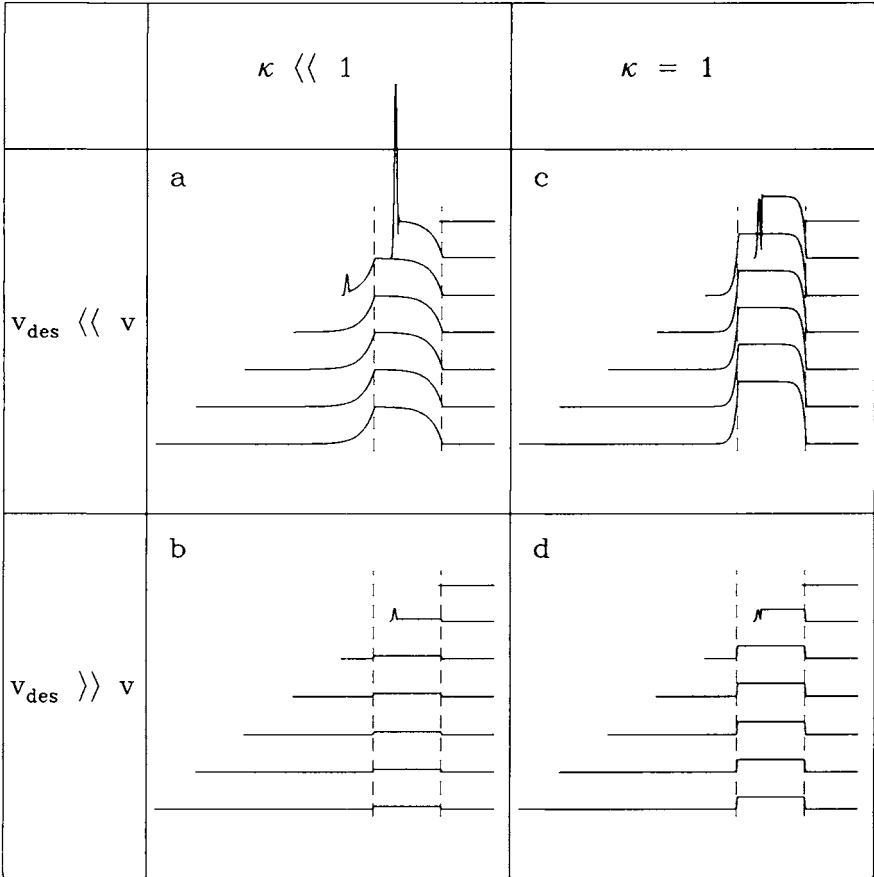 κ ⟨⟨ 1
κ = 1
a
c
v_des ⟨⟨ v
b
d
v_des ⟩⟩ v